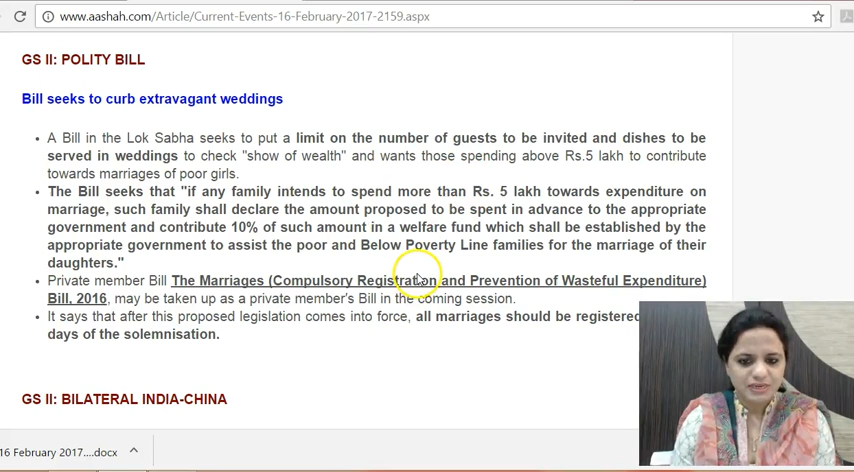 www.aashah.com/Article/Current-Events-16-February-2017-2159.aspx
GS II: POLITY BILL
Bill seeks to curb extravagant weddings
• A Bill in the Lok Sabha seeks to put a limit on the number of guests to be invited and dishes to be
served in weddings to check "show of wealth" and wants those spending above Rs.5 lakh to contribute
towards marriages of poor girls.
• The Bill seeks that "if any family intends to spend more than Rs. 5 lakh towards expenditure on
marriage, such family shall declare the amount proposed to be spent in advance to the appropriate
government and contribute 10% of such amount in a welfare fund which shall be established by the
appropriate government to assist the poor and Below Poverty Line families for the marriage of their
daughters."
• Private member Bill The Marriages (Compulsory Registration and Prevention of Wasteful Expenditure)
Bill, 2016, may be taken up as a private member's Bill in the coming session.
• It says that after this proposed legislation comes into force, all marriages should be registered
days of the solemnisation.
GS II: BILATERAL INDIA-CHINA
16 February 2017....docx